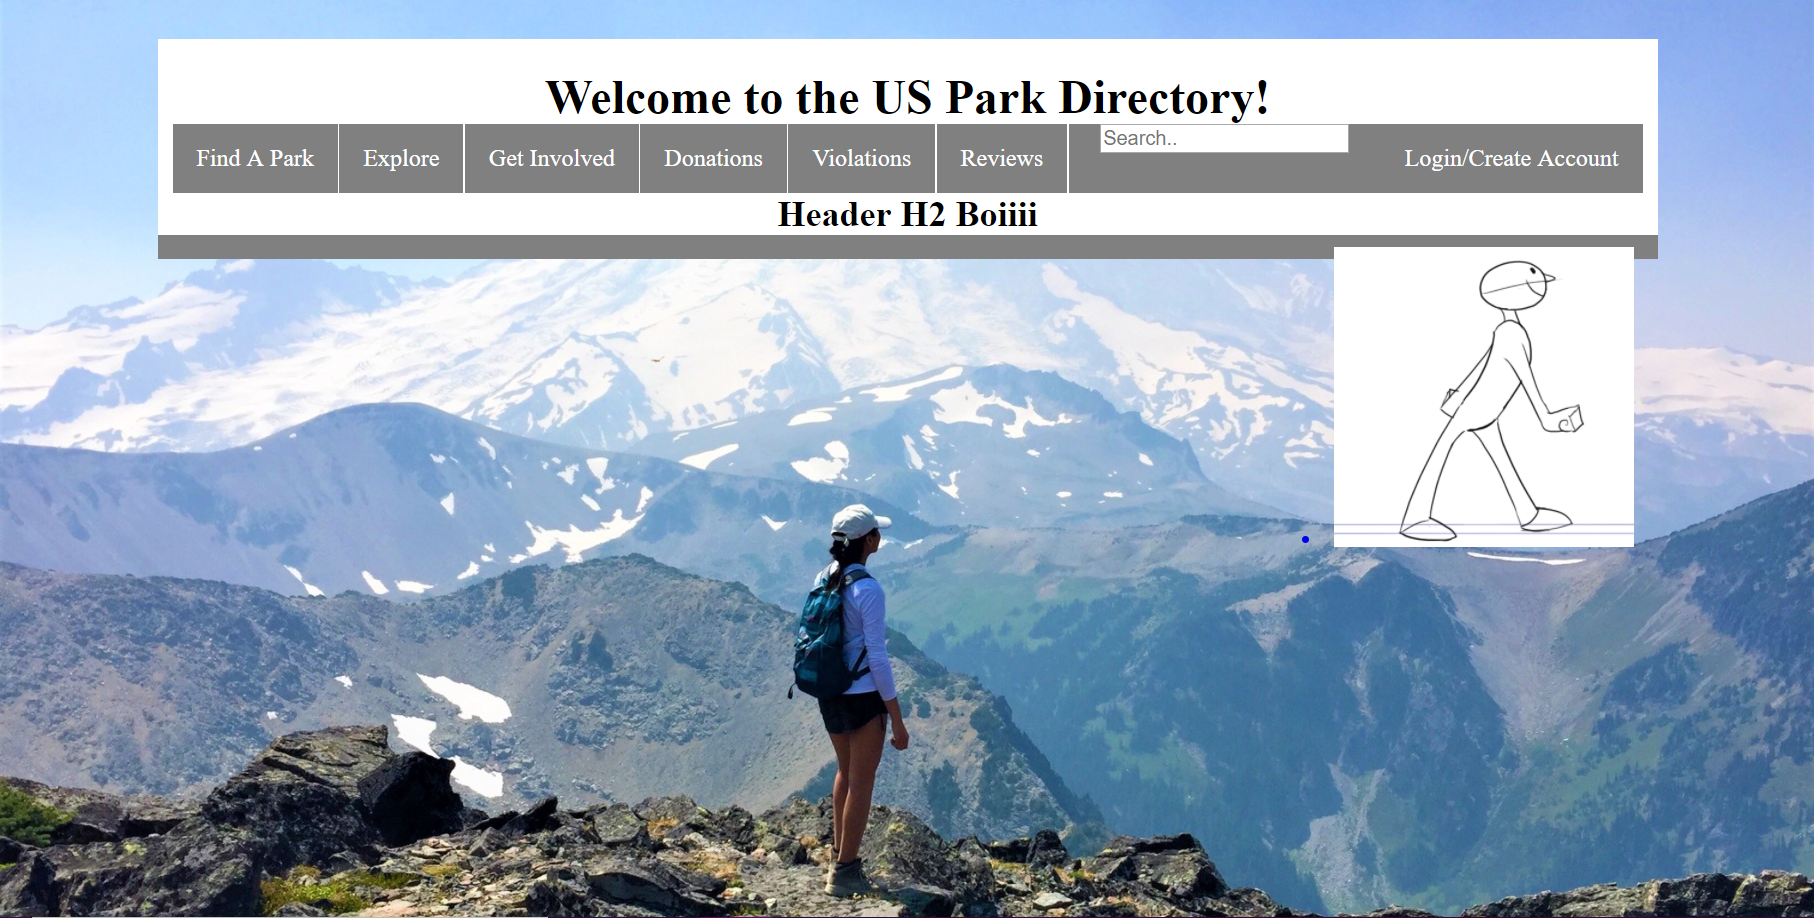 Welcome to the US Park Directory!
Find A Park Explore Get Involved Donations Violations Reviews Search.. Login/Create Account
Header H2 Boiiii